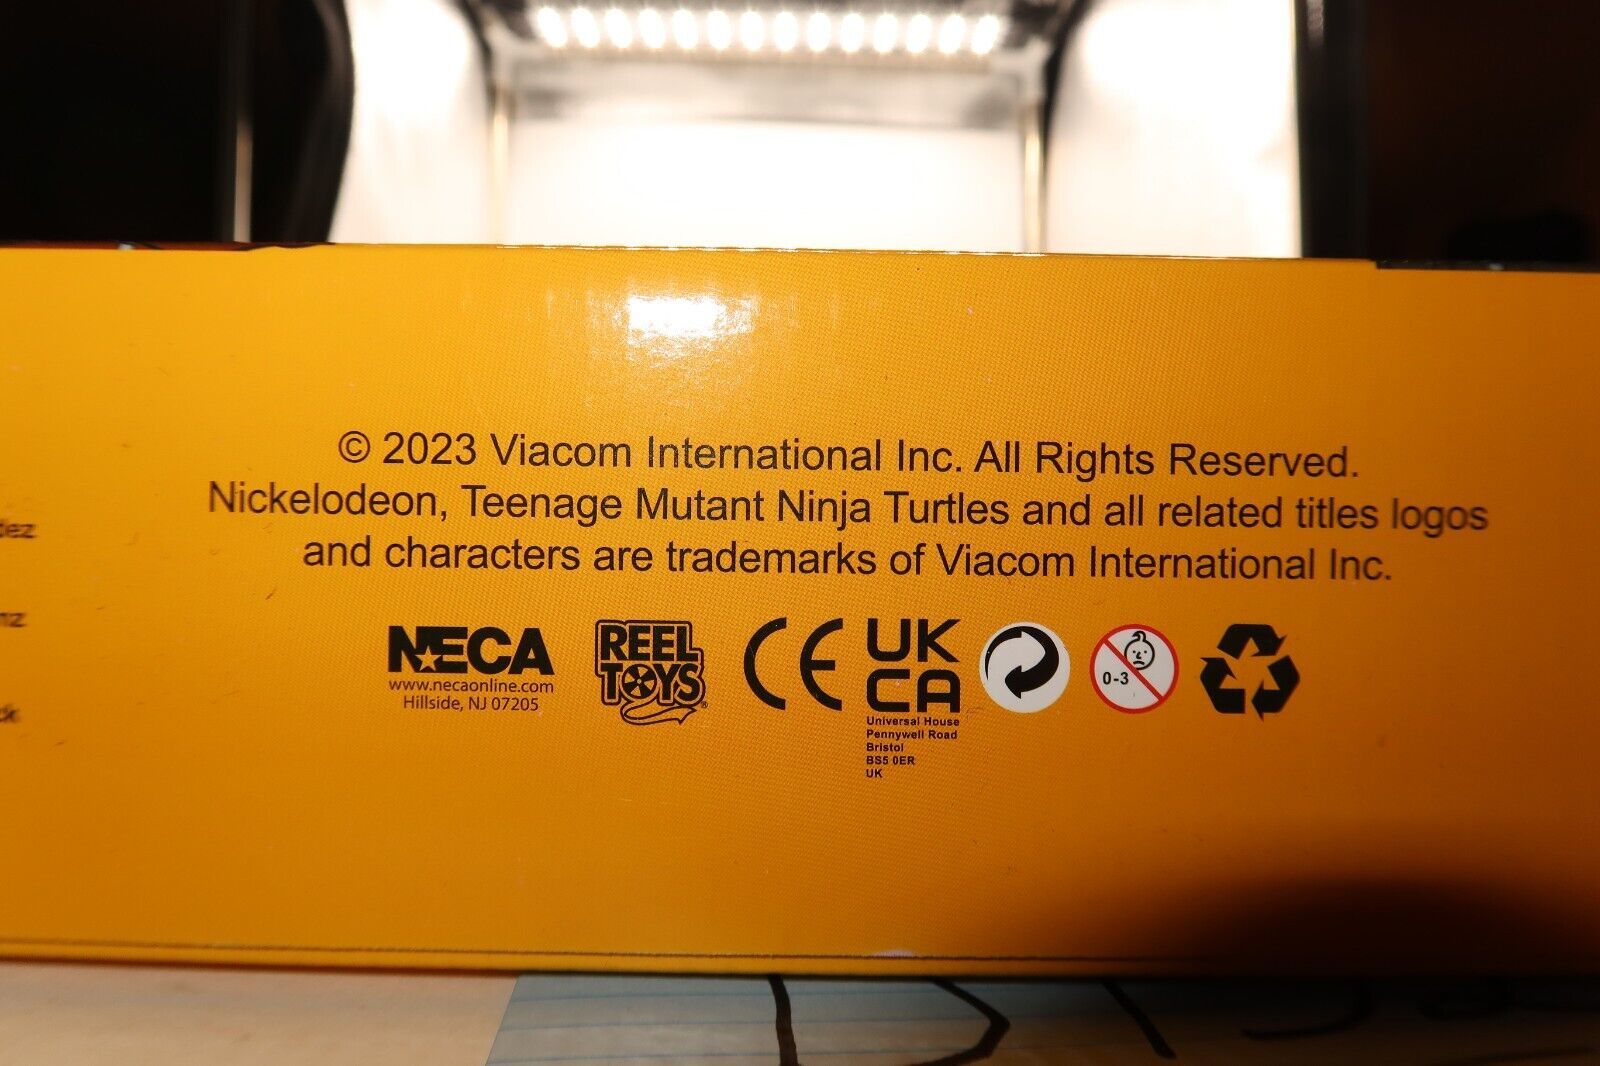 © 2023 Viacom International Inc. All Rights Reserved.
Nickelodeon, Teenage Mutant Ninja Turtles and all related titles logos
and characters are trademarks of Viacom International Inc.
NECA
www.necaonline.com
Hillside, NJ 07205
REEL
TOYS
®
CE
UK
CA
Universal House
Pennywell Road
Bristol
BS5 0ER
UK
0-3